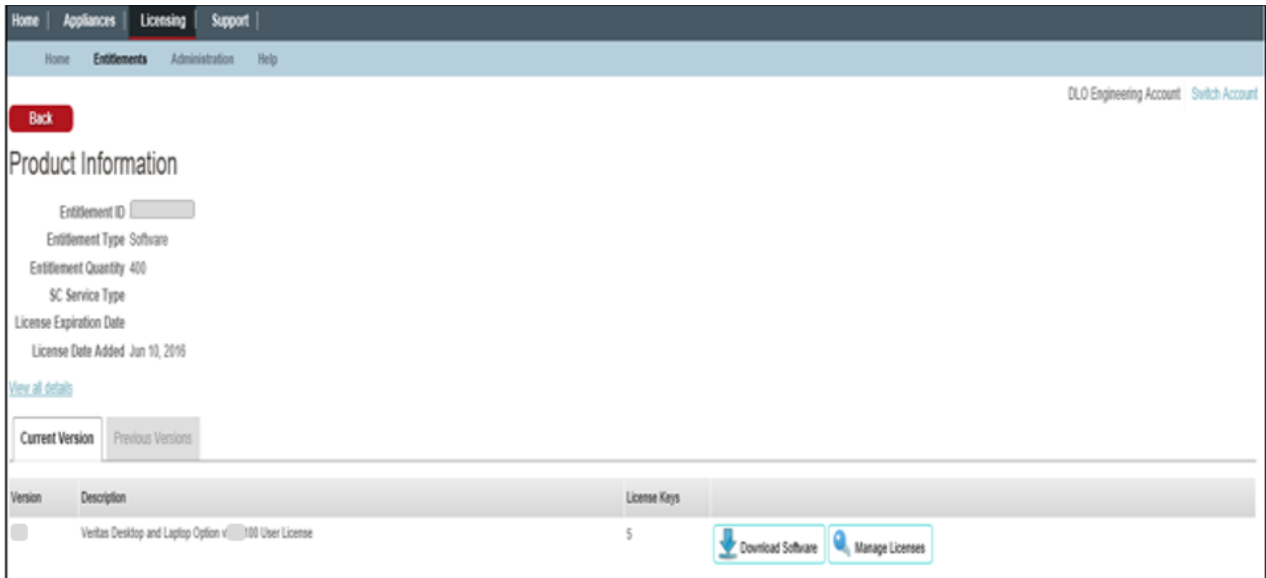 Home | Appliances | Licensing | Support |
Home Entitlements Administration Help
DLO Engineering Account Switch Account
Back
Product Information
Entitlement ID
Entitlement Type Software
Entitlement Quantity 400
SC Service Type
License Expiration Date
License Date Added Jun 10, 2016
View all details
Current Version Previous Versions
Version Description License Keys
Veritas Desktop and Laptop Option v 100 User License 5 Download Software Manage Licenses